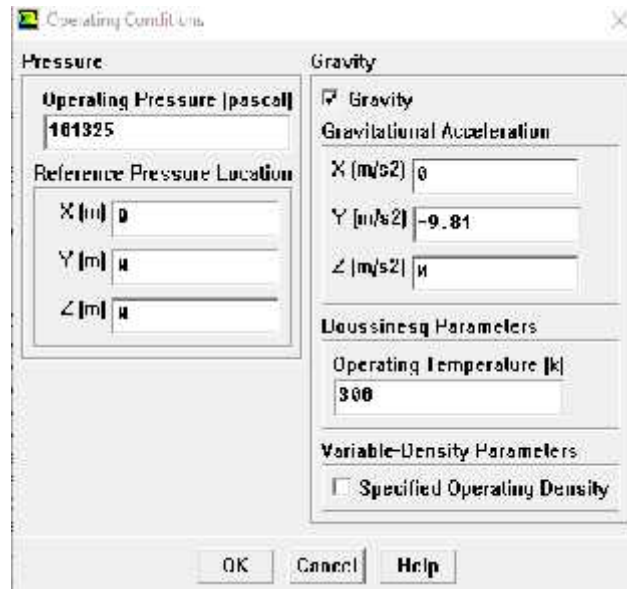 Operating Conditions
Pressure
Operating Pressure (pascal)
101325
Reference Pressure Location
X (m) 0
Y (m) 0
Z (m) 0
Gravity
Gravity
Gravitational Acceleration
X (m/s2) 0
Y (m/s2) -9.81
Z (m/s2) 0
Boussinesq Parameters
Operating Temperature (k)
300
Variable-Density Parameters
Specified Operating Density
OK Cancel Help